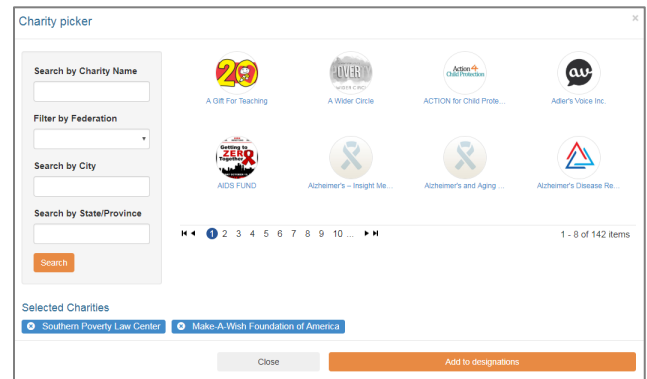 Charity picker
×
Search by Charity Name
Filter by Federation
Search by City
Search by State/Province
Search
20
A Gift For Teaching
A Wider Circle
Action
Child Protection
ACTION for Child Prote...
av
Adler's Voice Inc.
Getting to
ZERO
Together
AIDS FUND
Alzheimer's – Insight Me...
Alzheimer's and Aging ...
Alzheimer's Disease Re...
1 2 3 4 5 6 7 8 9 10 ...
1 - 8 of 142 items
Selected Charities
Southern Poverty Law Center
Make-A-Wish Foundation of America
Close
Add to designations